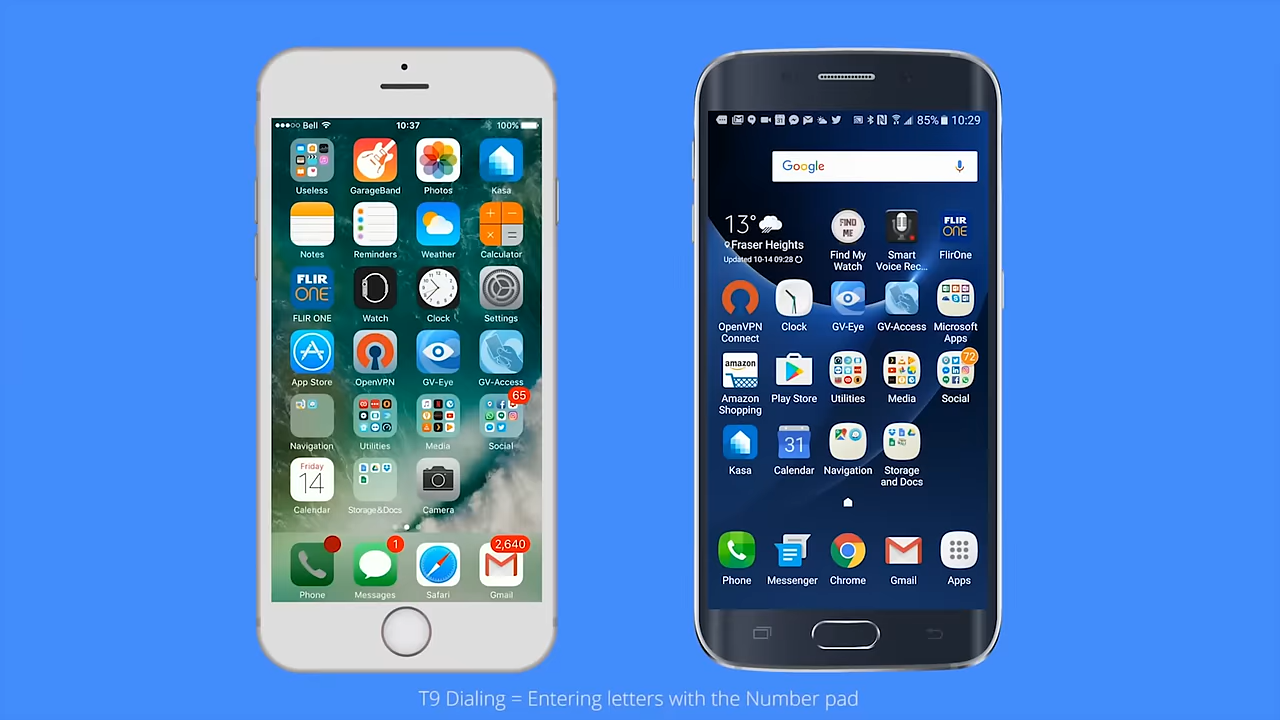 Bell 10:37 100%
Useless GarageBand Photos Kasa
Notes Reminders Weather Calculator
FLIR
ONE
FLIR ONE Watch Clock Settings
App Store OpenVPN GV-Eye GV-Access
65
Navigation Utilities Media Social
Friday
14
Calendar Storage&Docs Camera
1 2,640
Phone Messages Safari Gmail
85% 10:29
Google
13°
Fraser Heights
Updated 10-14 09:28
FIND
ME
FLIR
ONE
Find My
Watch
Smart
Voice Rec...
FlirOne
OpenVPN
Connect
Clock GV-Eye GV-Access Microsoft
Apps
amazon
72
Amazon
Shopping
Play Store Utilities Media Social
31
Kasa Calendar Navigation Storage
and Docs
Phone Messenger Chrome Gmail Apps
T9 Dialing = Entering letters with the Number pad